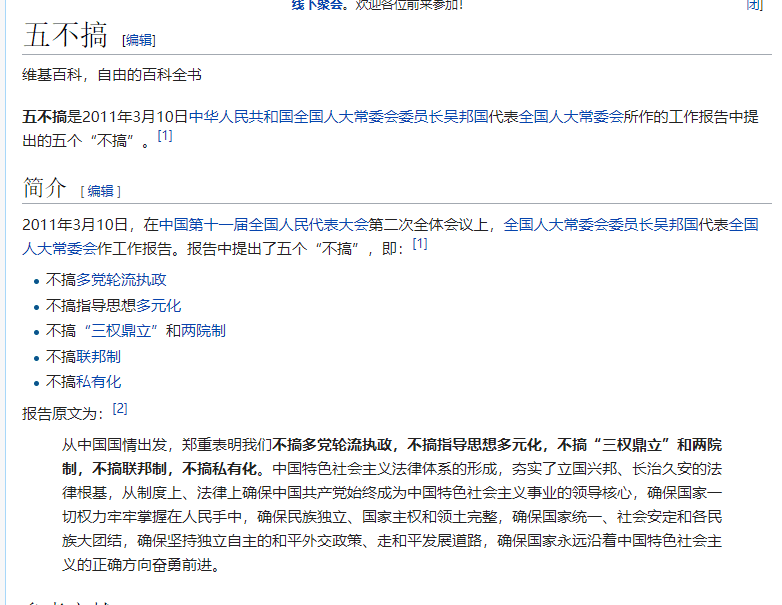 线下聚会。欢迎各位前来参加！
闭]
五不搞 [编辑]
维基百科，自由的百科全书
五不搞是2011年3月10日中华人民共和国全国人大常委会委员长吴邦国代表全国人大常委会所作的工作报告中提
出的五个“不搞”。[1]
简介 [ 编辑 ]
2011年3月10日，在中国第十一届全国人民代表大会第二次全体会议上，全国人大常委会委员长吴邦国代表全国
人大常委会作工作报告。报告中提出了五个“不搞”，即：[1]
不搞多党轮流执政
不搞指导思想多元化
不搞“三权鼎立”和两院制
不搞联邦制
不搞私有化
报告原文为：[2]
从中国国情出发，郑重表明我们不搞多党轮流执政，不搞指导思想多元化，不搞“三权鼎立”和两院
制，不搞联邦制，不搞私有化。中国特色社会主义法律体系的形成，夯实了立国兴邦、长治久安的法
律根基，从制度上、法律上确保中国共产党始终成为中国特色社会主义事业的领导核心，确保国家一
切权力牢牢掌握在人民手中，确保民族独立、国家主权和领土完整，确保国家统一、社会安定和各民
族大团结，确保坚持独立自主的和平外交政策、走和平发展道路，确保国家永远沿着中国特色社会主
义的正确方向奋勇前进。